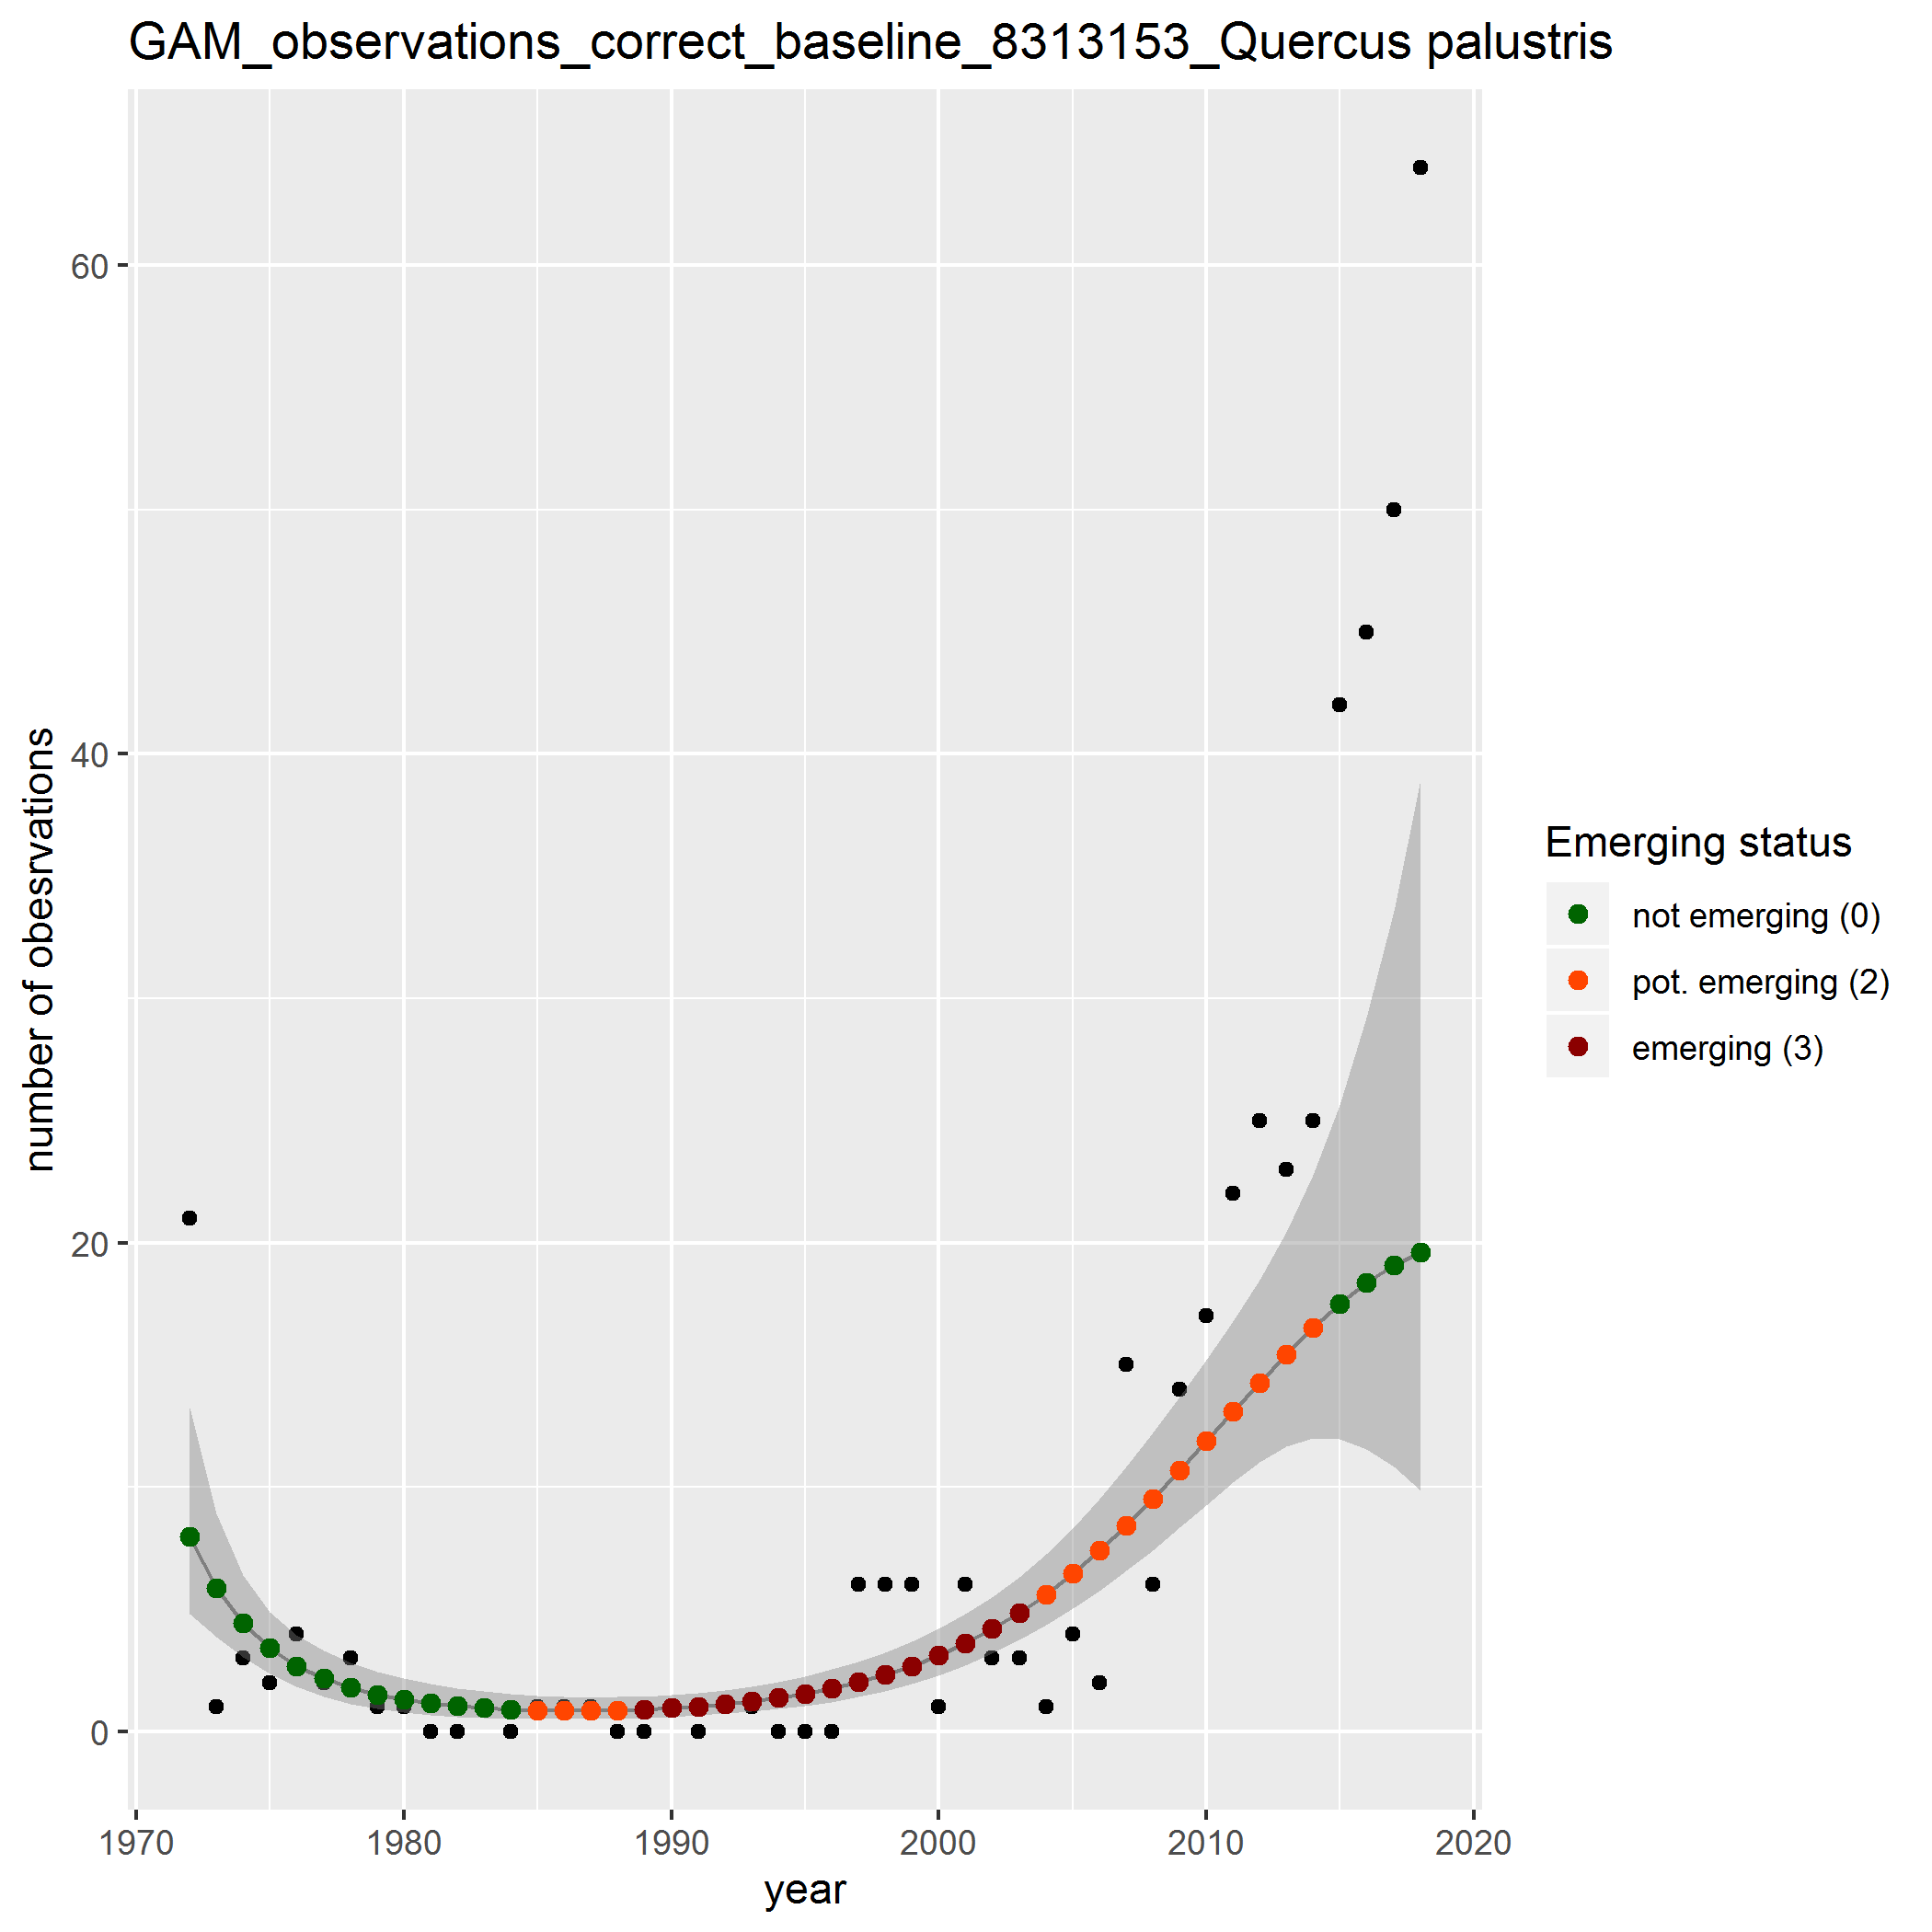 GAM_observations_correct_baseline_8313153_Quercus palustris
60
40
20
0
number of obesrvations
1970 1980 1990 2000 2010 2020
year
Emerging status
not emerging (0)
pot. emerging (2)
emerging (3)